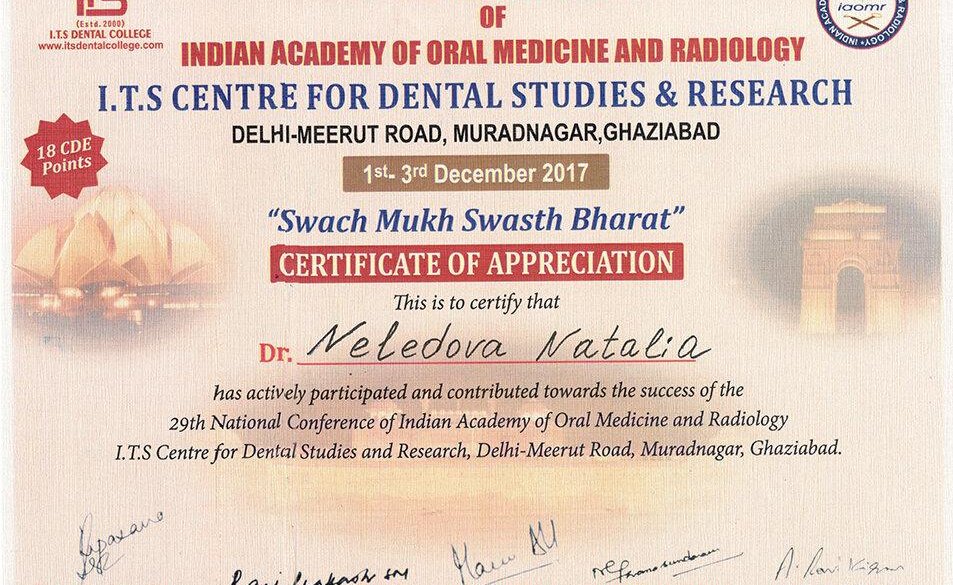 (Estd. 2000)
I.T.S DENTAL COLLEGE
www.itsdentalcollege.com
iaomr
OF
INDIAN ACADEMY OF ORAL MEDICINE AND RADIOLOGY
I.T.S CENTRE FOR DENTAL STUDIES & RESEARCH
DELHI-MEERUT ROAD, MURADNAGAR,GHAZIABAD
18 CDE
Points
1st- 3rd December 2017
“Swach Mukh Swasth Bharat”
CERTIFICATE OF APPRECIATION
This is to certify that
Dr. Neledova Natalia
has actively participated and contributed towards the success of the
29th National Conference of Indian Academy of Oral Medicine and Radiology
I.T.S Centre for Dental Studies and Research, Delhi-Meerut Road, Muradnagar, Ghaziabad.